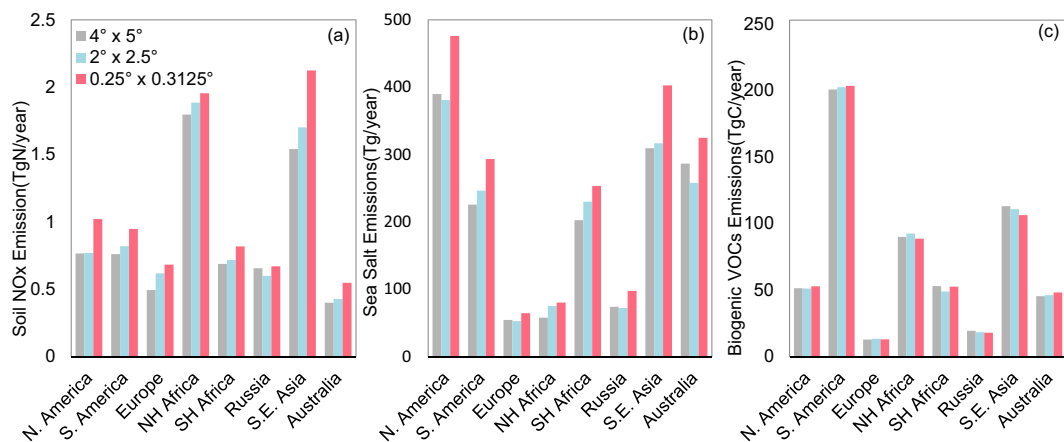 Soil NOx Emission(TgN/year)
2.5
2
1.5
1
0.5
0
(a)
4° x 5°
2° x 2.5°
0.25° x 0.3125°
N. America
S. America
Europe
NH Africa
SH Africa
Russia
S.E. Asia
Australia
Sea Salt Emissions(Tg/year)
500
400
300
200
100
0
(b)
N. America
S. America
Europe
NH Africa
SH Africa
Russia
S.E. Asia
Australia
Biogenic VOCs Emissions(TgC/year)
250
200
150
100
50
0
(c)
N. America
S. America
Europe
NH Africa
SH Africa
Russia
S.E. Asia
Australia